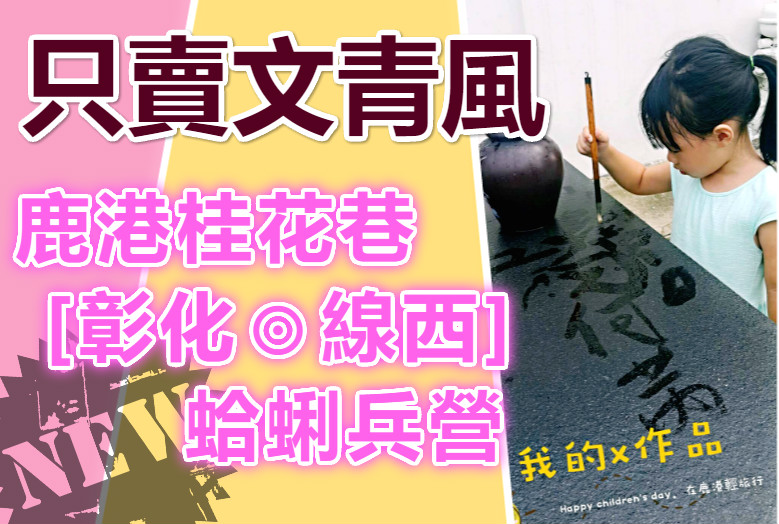 只賣文青風
鹿港桂花巷
[彰化◎線西]
蛤蜊兵營
NEW
我的x作品
Happy children's day、在鹿港輕旅行